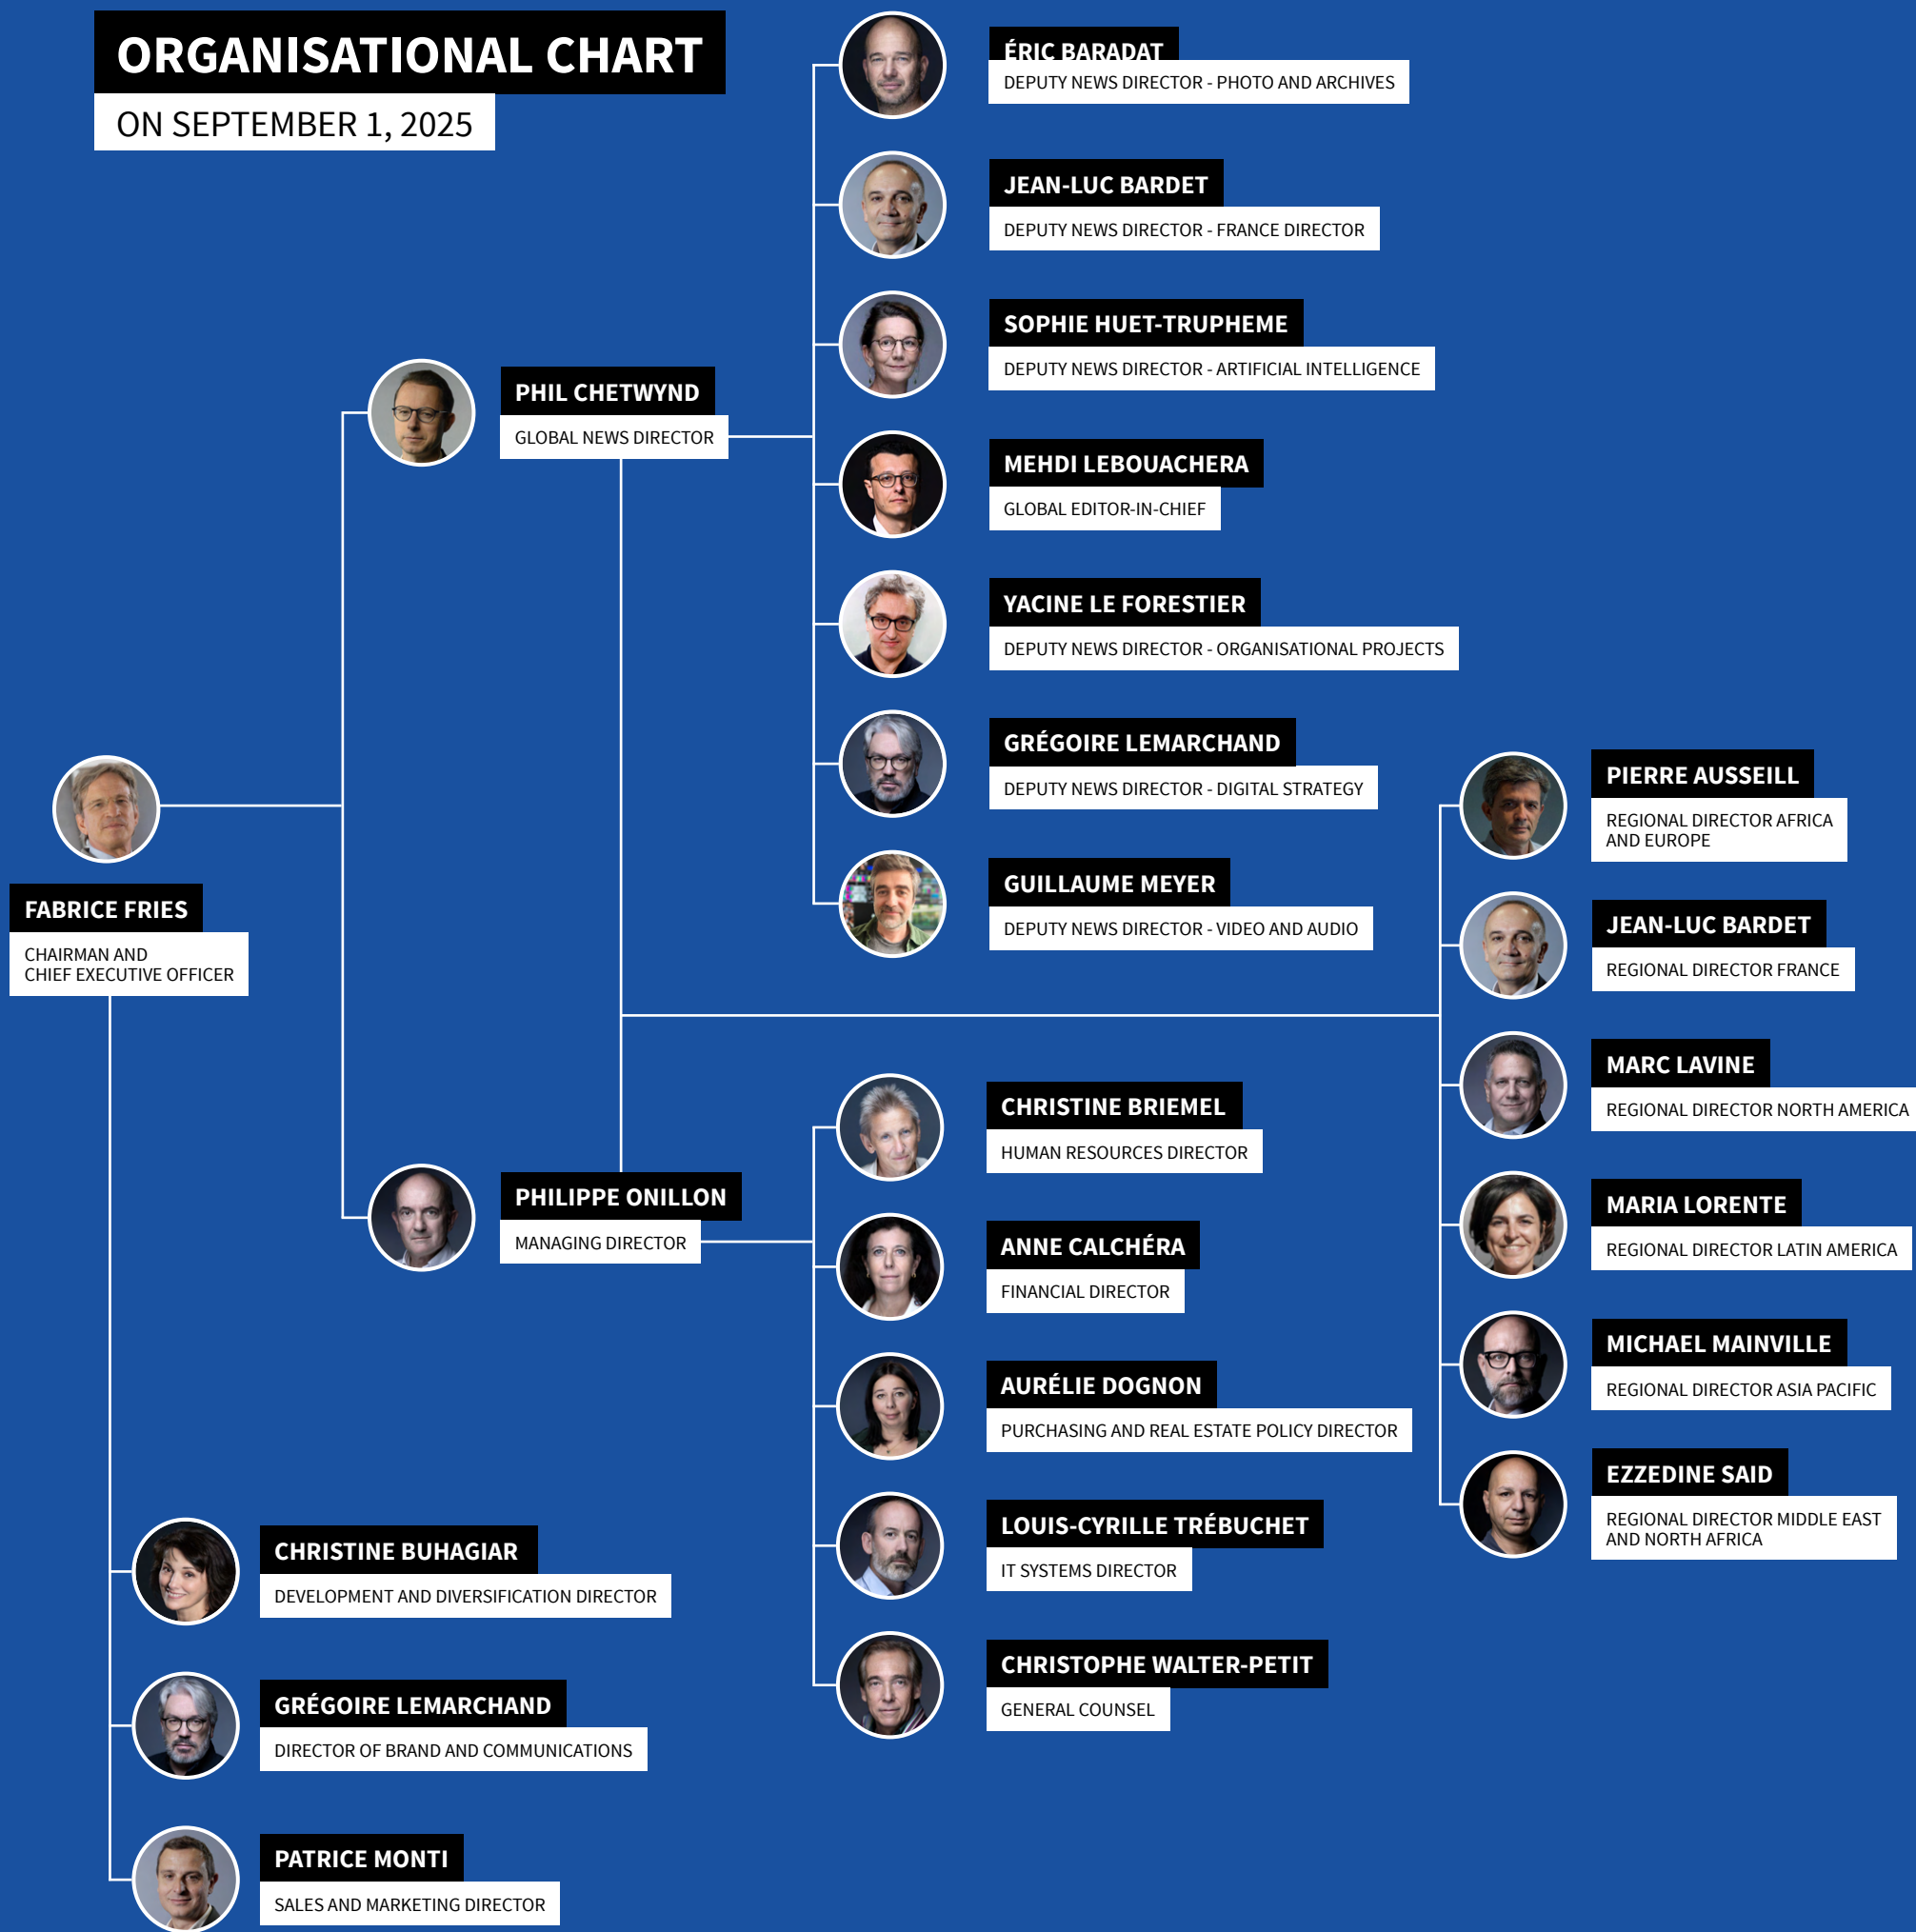 ORGANISATIONAL CHART
ON SEPTEMBER 1, 2025
ÉRIC BARADAT
DEPUTY NEWS DIRECTOR - PHOTO AND ARCHIVES
JEAN-LUC BARDET
DEPUTY NEWS DIRECTOR - FRANCE DIRECTOR
SOPHIE HUET-TRUPHEME
DEPUTY NEWS DIRECTOR - ARTIFICIAL INTELLIGENCE
PHIL CHETWYND
GLOBAL NEWS DIRECTOR
MEHDI LEBOUACHERA
GLOBAL EDITOR-IN-CHIEF
YACINE LE FORESTIER
DEPUTY NEWS DIRECTOR - ORGANISATIONAL PROJECTS
GRÉGOIRE LEMARCHAND
DEPUTY NEWS DIRECTOR - DIGITAL STRATEGY
GUILLAUME MEYER
DEPUTY NEWS DIRECTOR - VIDEO AND AUDIO
FABRICE FRIES
CHAIRMAN AND
CHIEF EXECUTIVE OFFICER
PIERRE AUSSEILL
REGIONAL DIRECTOR AFRICA
AND EUROPE
JEAN-LUC BARDET
REGIONAL DIRECTOR FRANCE
MARC LAVINE
REGIONAL DIRECTOR NORTH AMERICA
MARIA LORENTE
REGIONAL DIRECTOR LATIN AMERICA
MICHAEL MAINVILLE
REGIONAL DIRECTOR ASIA PACIFIC
EZZEDINE SAID
REGIONAL DIRECTOR MIDDLE EAST
AND NORTH AFRICA
PHILIPPE ONILLON
MANAGING DIRECTOR
CHRISTINE BRIEMEL
HUMAN RESOURCES DIRECTOR
ANNE CALCHÉRA
FINANCIAL DIRECTOR
AURÉLIE DOGNON
PURCHASING AND REAL ESTATE POLICY DIRECTOR
LOUIS-CYRILLE TRÉBUCHET
IT SYSTEMS DIRECTOR
CHRISTOPHE WALTER-PETIT
GENERAL COUNSEL
CHRISTINE BUHAGIAR
DEVELOPMENT AND DIVERSIFICATION DIRECTOR
GRÉGOIRE LEMARCHAND
DIRECTOR OF BRAND AND COMMUNICATIONS
PATRICE MONTI
SALES AND MARKETING DIRECTOR